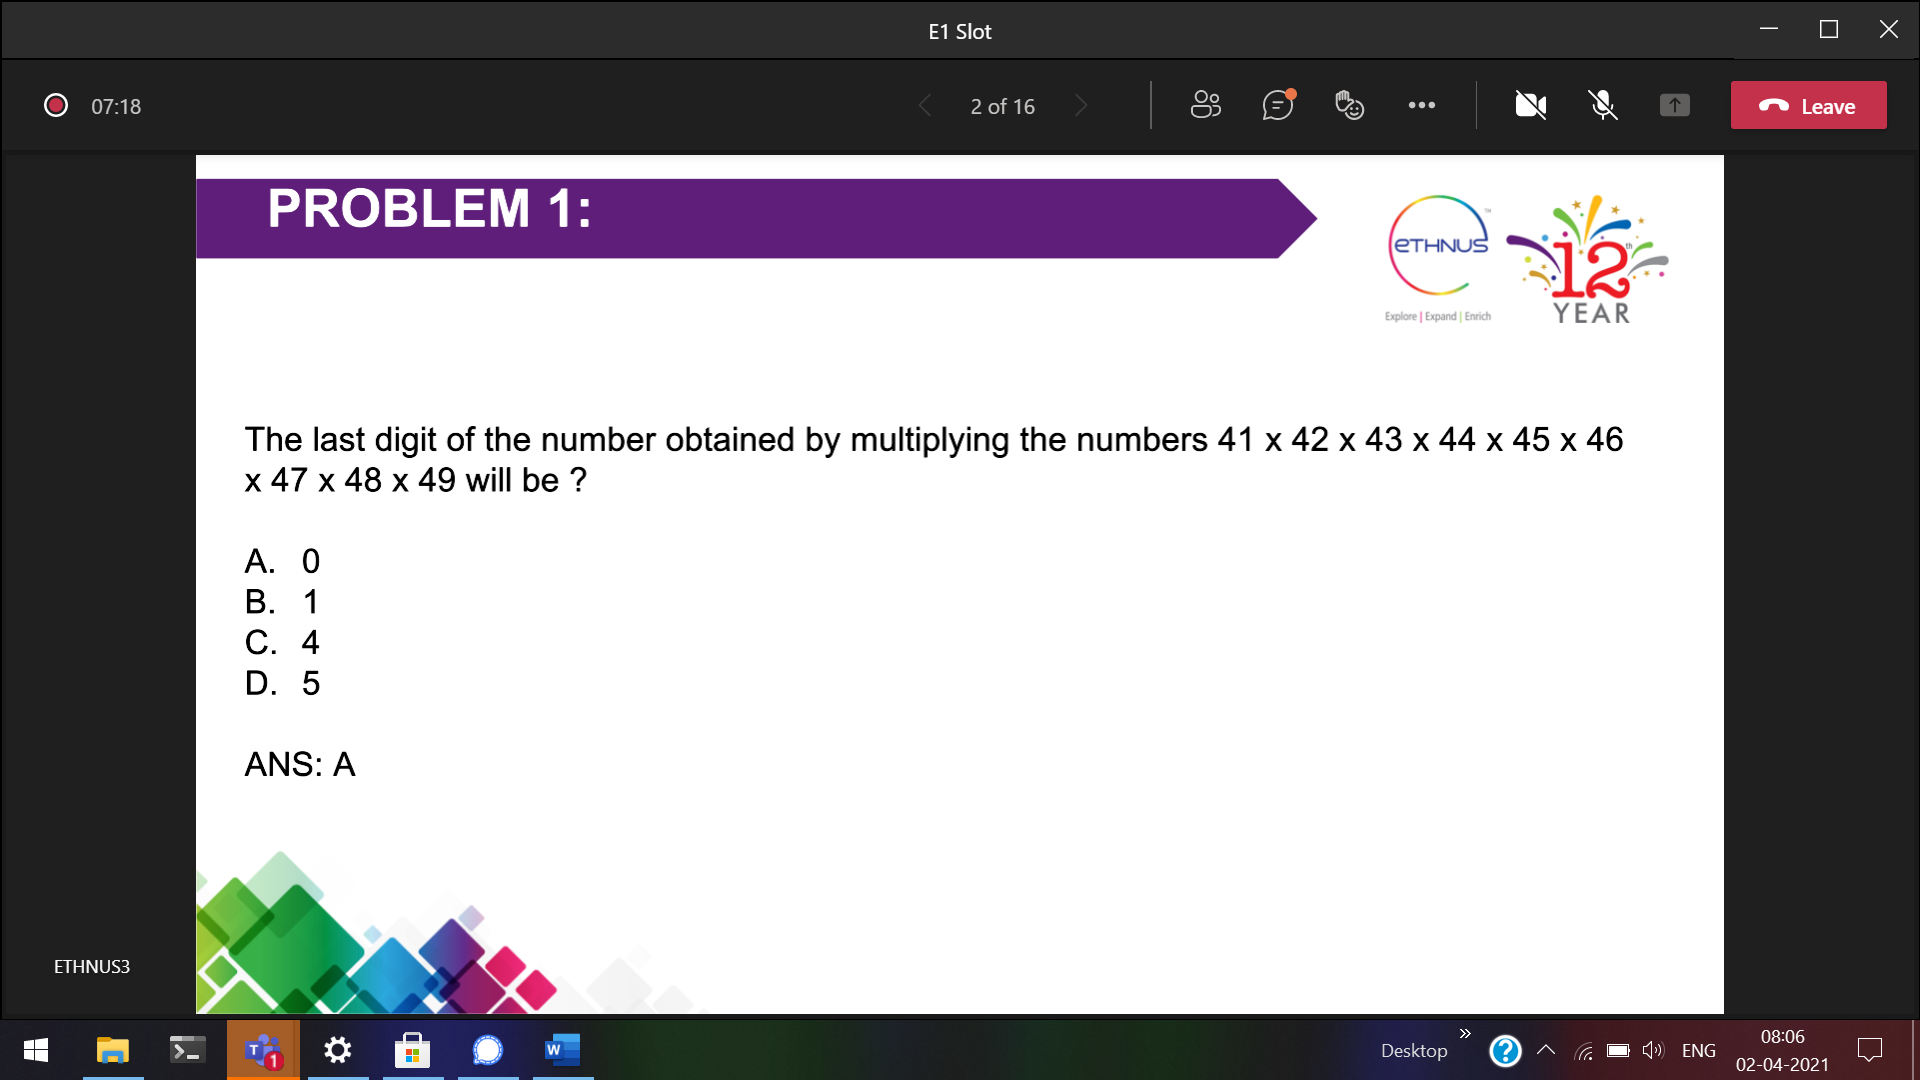 E1 Slot
07:18
2 of 16
Leave
PROBLEM 1:
eTHNUS
TM
Explore | Expand | Enrich
12
th
YEAR
The last digit of the number obtained by multiplying the numbers 41 x 42 x 43 x 44 x 45 x 46
x 47 x 48 x 49 will be ?
A. 0
B. 1
C. 4
D. 5
ANS: A
ETHNUS3
T
1
W
Desktop
ENG
08:06
02-04-2021